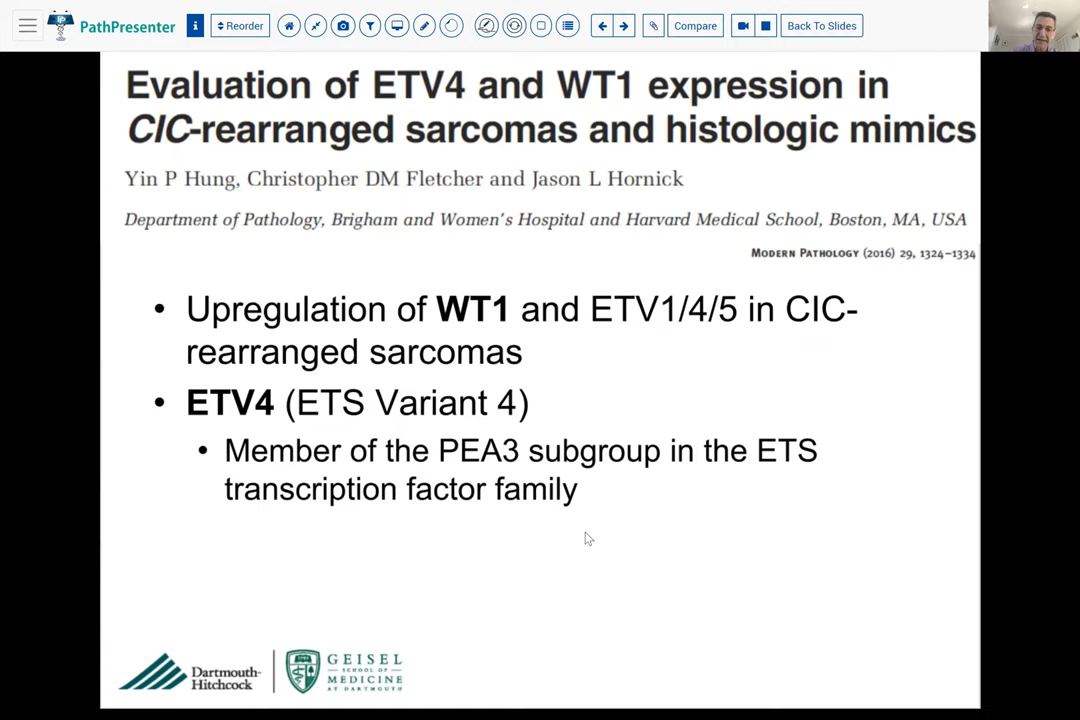 PathPresenter
i
Reorder
Compare
Back To Slides
Evaluation of ETV4 and WT1 expression in
CIC-rearranged sarcomas and histologic mimics
Yin P Hung, Christopher DM Fletcher and Jason L Hornick
Department of Pathology, Brigham and Women's Hospital and Harvard Medical School, Boston, MA, USA
MODERN PATHOLOGY (2016) 29, 1324–1334
• Upregulation of WT1 and ETV1/4/5 in CIC-
rearranged sarcomas
• ETV4 (ETS Variant 4)
• Member of the PEA3 subgroup in the ETS
transcription factor family
Dartmouth-
Hitchcock
GEISEL
SCHOOL OF
MEDICINE
AT DARTMOUTH